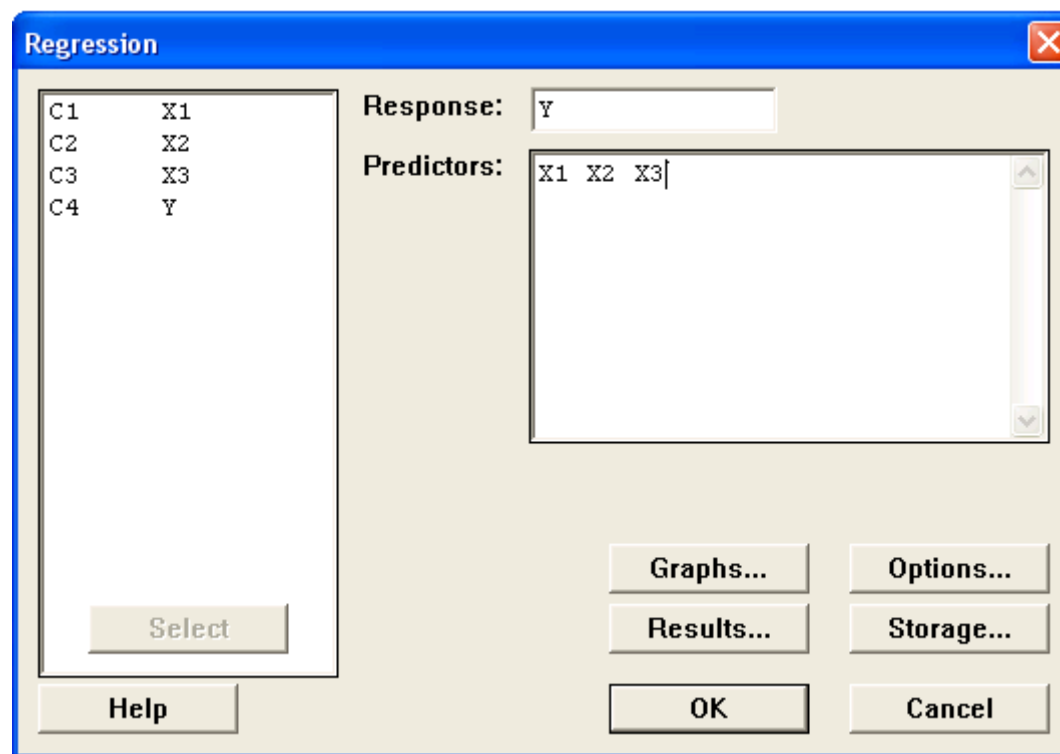 Regression
C1 X1
C2 X2
C3 X3
C4 Y
Select
Help
Response: Y
Predictors: X1 X2 X3
Graphs... Options...
Results... Storage...
OK Cancel